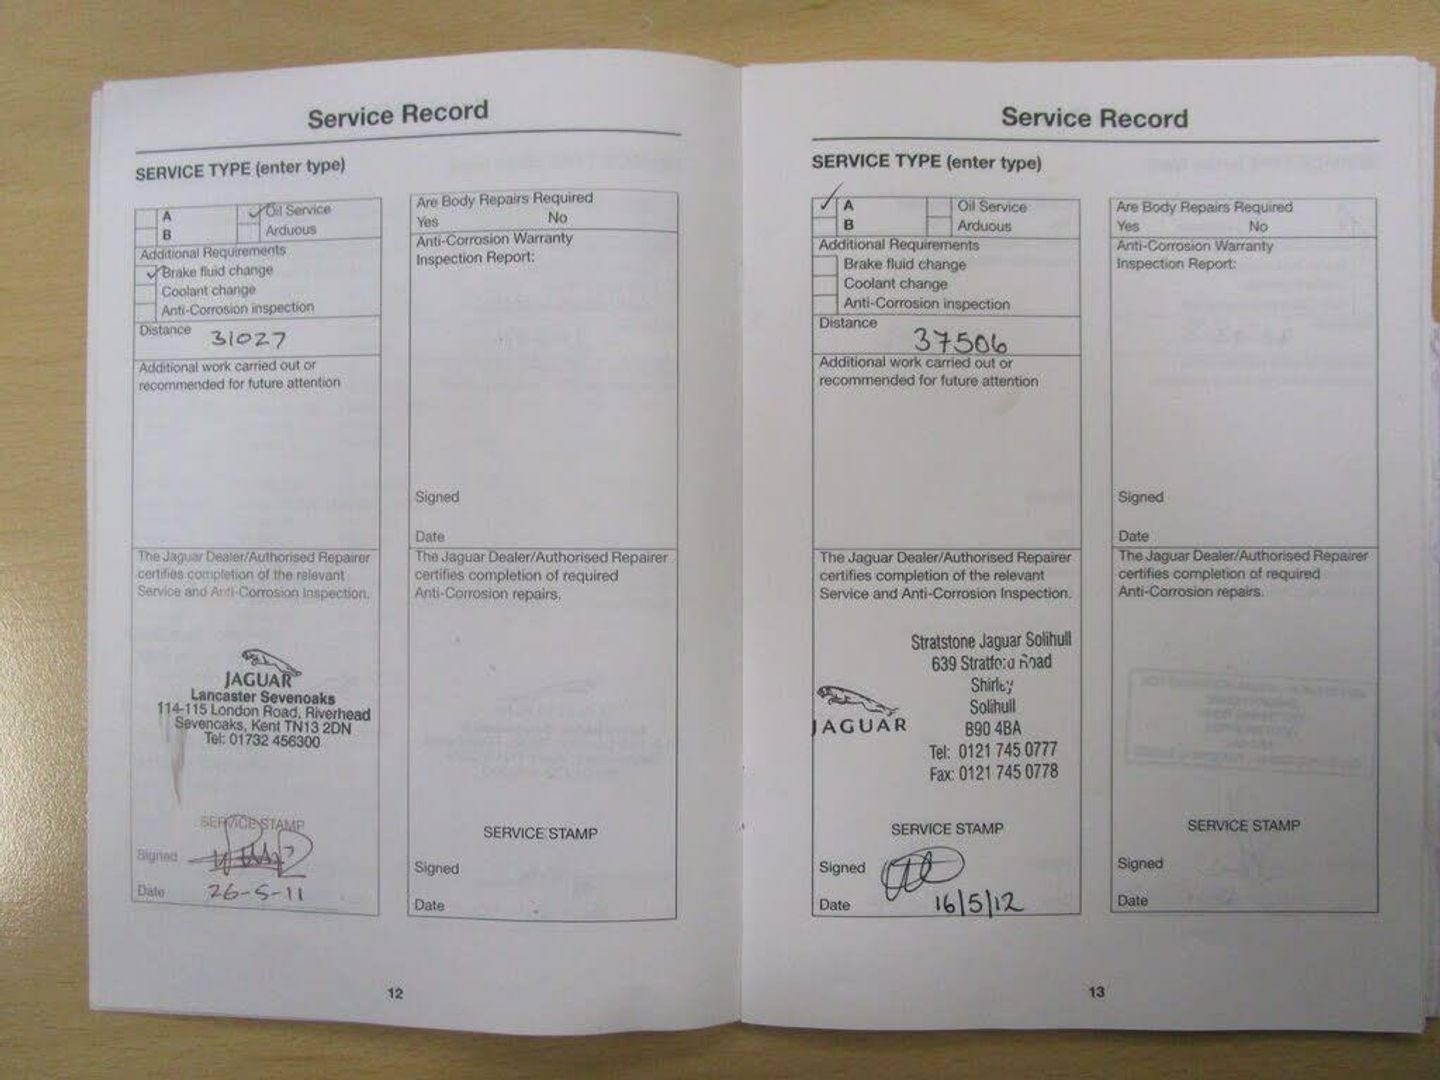 Service Record
SERVICE TYPE (enter type)
A
Oil Service
B
Arduous
Additional Requirements
Brake fluid change
Coolant change
Anti-Corrosion inspection
Distance
31027
Additional work carried out or
recommended for future attention
The Jaguar Dealer/Authorised Repairer
certifies completion of the relevant
Service and Anti-Corrosion Inspection.
JAGUAR
Lancaster Sevenoaks
114-115 London Road, Riverhead
Sevenoaks, Kent TN13 2DN
Tel: 01732 456300
SERVICE STAMP
Signed
Date
26-5-11
Are Body Repairs Required
Yes No
Anti-Corrosion Warranty
Inspection Report:
Signed
Date
The Jaguar Dealer/Authorised Repairer
certifies completion of required
Anti-Corrosion repairs.
SERVICE STAMP
Signed
Date
12
Service Record
SERVICE TYPE (enter type)
A
Oil Service
B
Arduous
Additional Requirements
Brake fluid change
Coolant change
Anti-Corrosion inspection
Distance
37506
Additional work carried out or
recommended for future attention
The Jaguar Dealer/Authorised Repairer
certifies completion of the relevant
Service and Anti-Corrosion Inspection.
JAGUAR
Stratstone Jaguar Solihull
639 Stratford Road
Shirley
Solihull
B90 4BA
Tel: 0121 745 0777
Fax: 0121 745 0778
SERVICE STAMP
Signed
Date
16/5/12
Are Body Repairs Required
Yes No
Anti-Corrosion Warranty
Inspection Report:
Signed
Date
The Jaguar Dealer/Authorised Repairer
certifies completion of required
Anti-Corrosion repairs.
SERVICE STAMP
Signed
Date
13